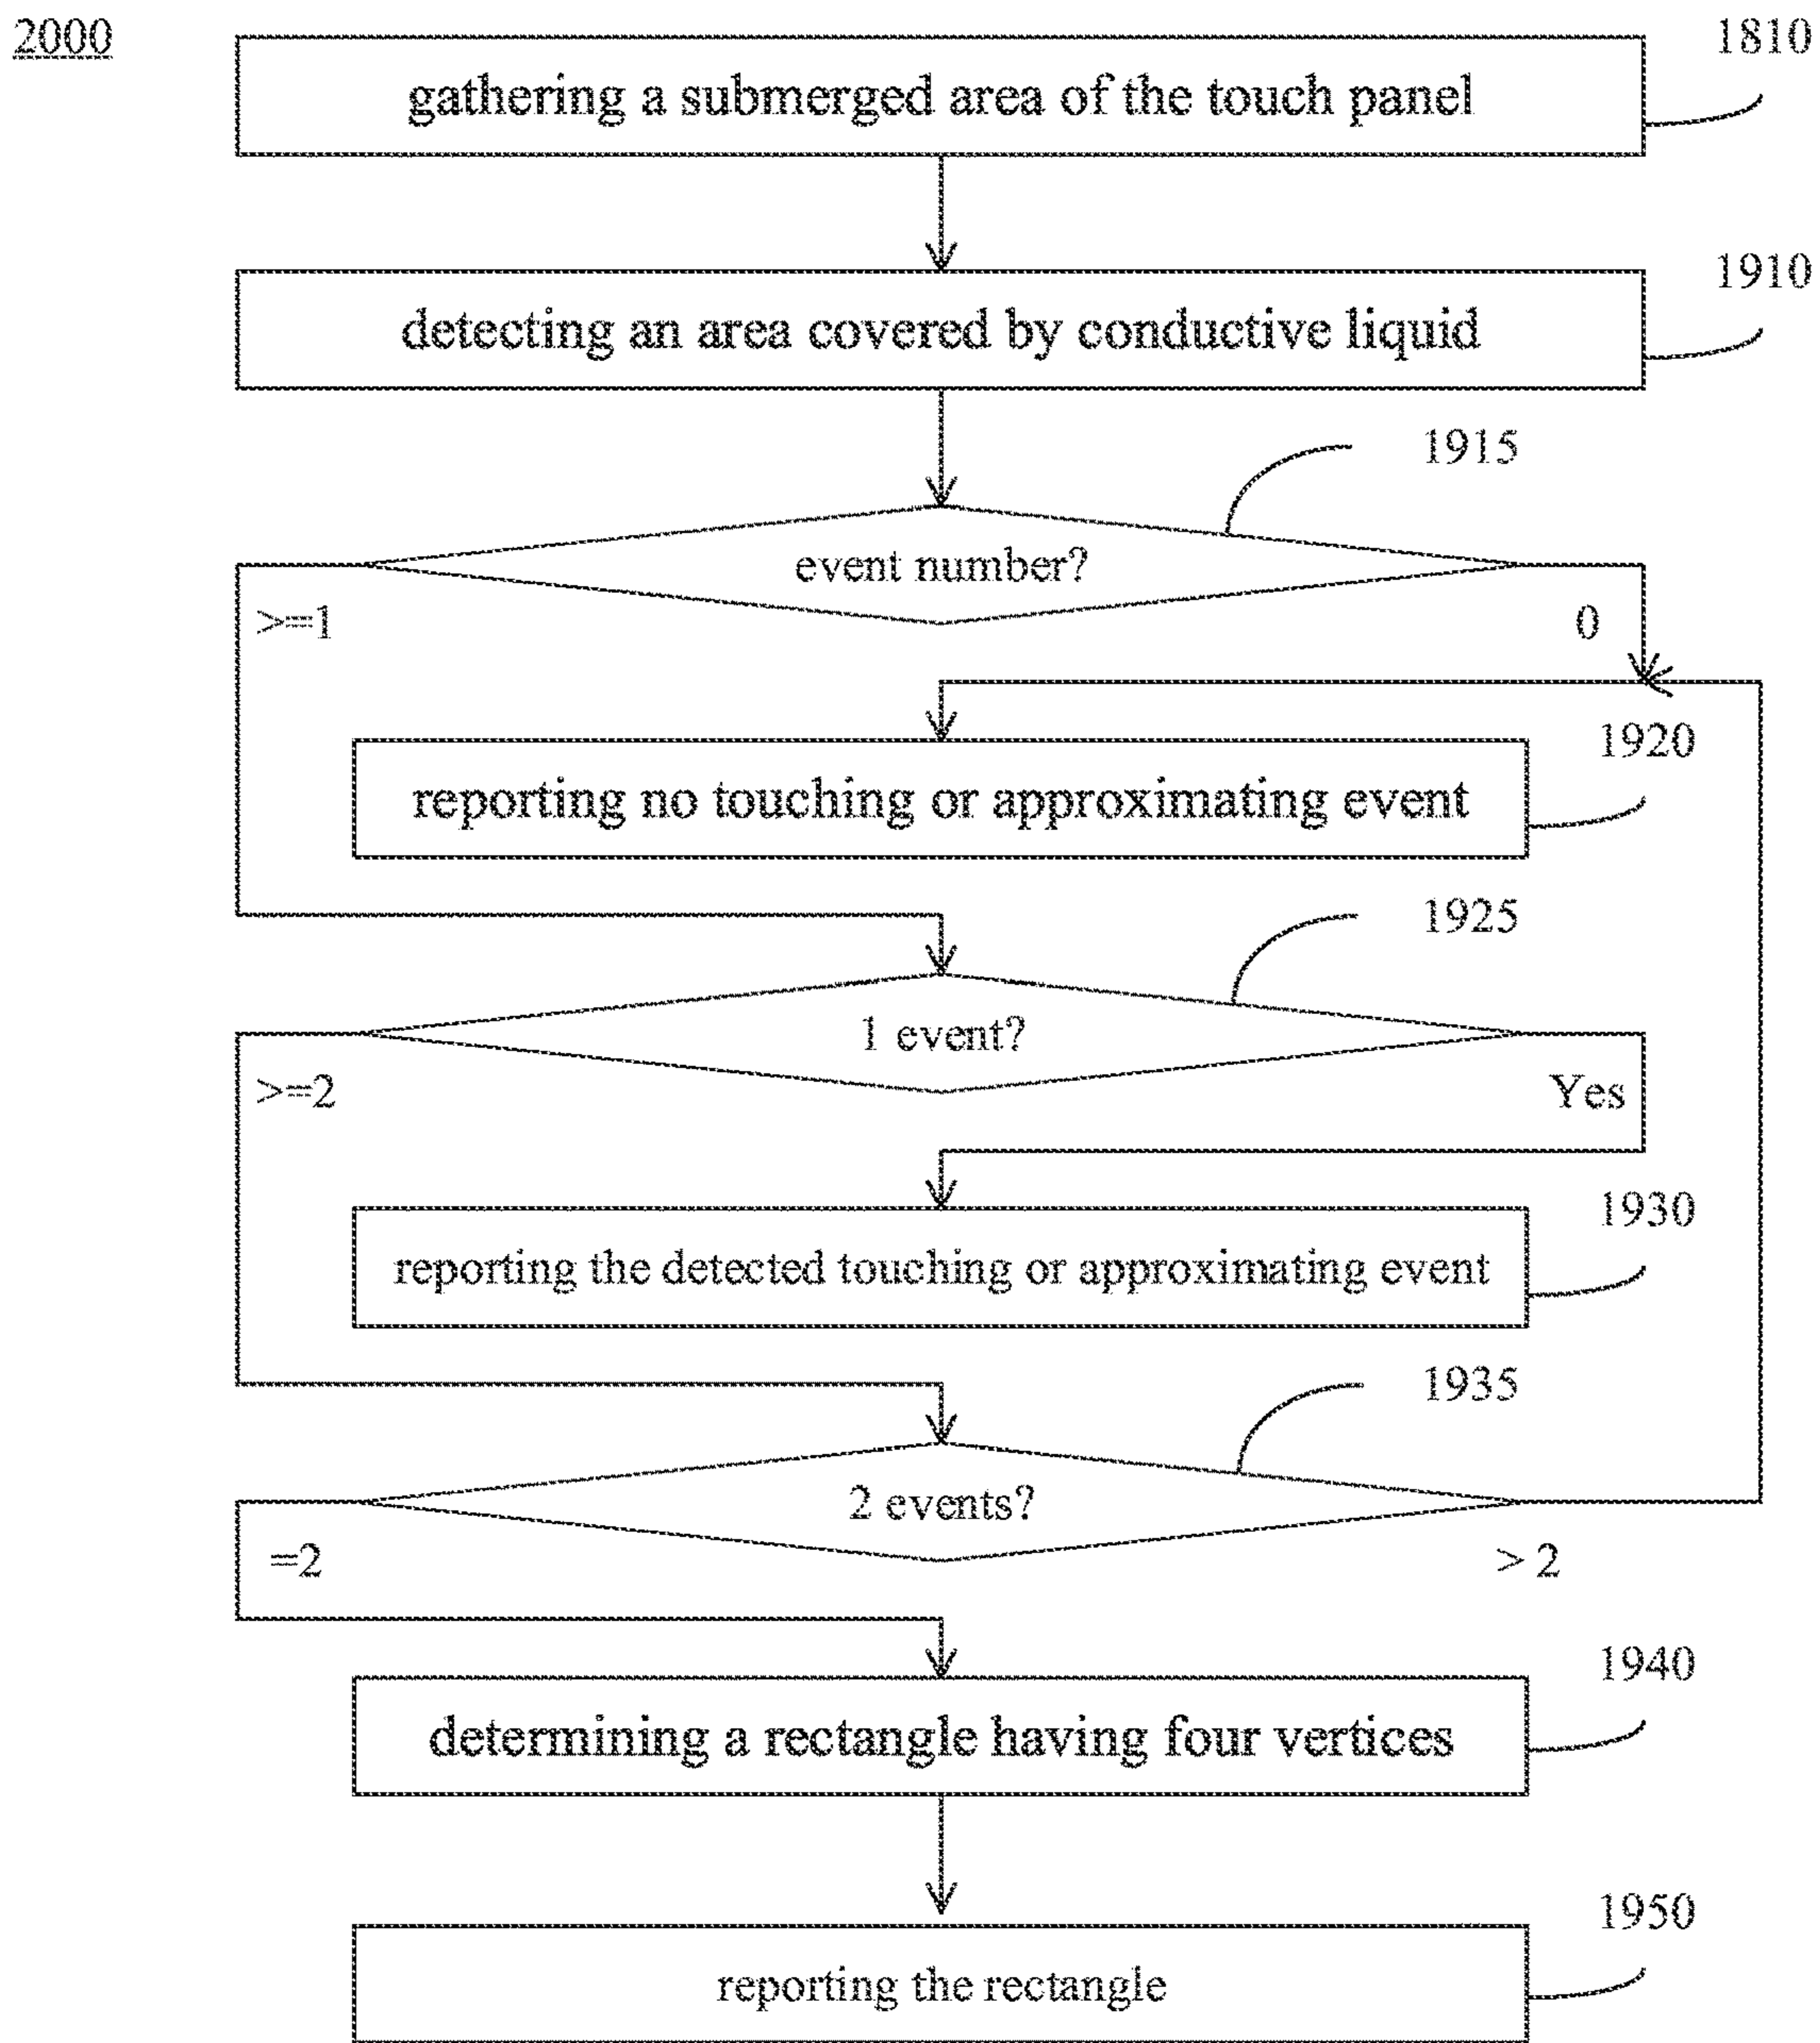 2000
1810
gathering a submerged area of the touch panel
1910
detecting an area covered by conductive liquid
1915
event number?
>=1
0
1920
reporting no touching or approximating event
1925
1 event?
>=2
Yes
1930
reporting the detected touching or approximating event
1935
2 events?
=2
> 2
1940
determining a rectangle having four vertices
1950
reporting the rectangle